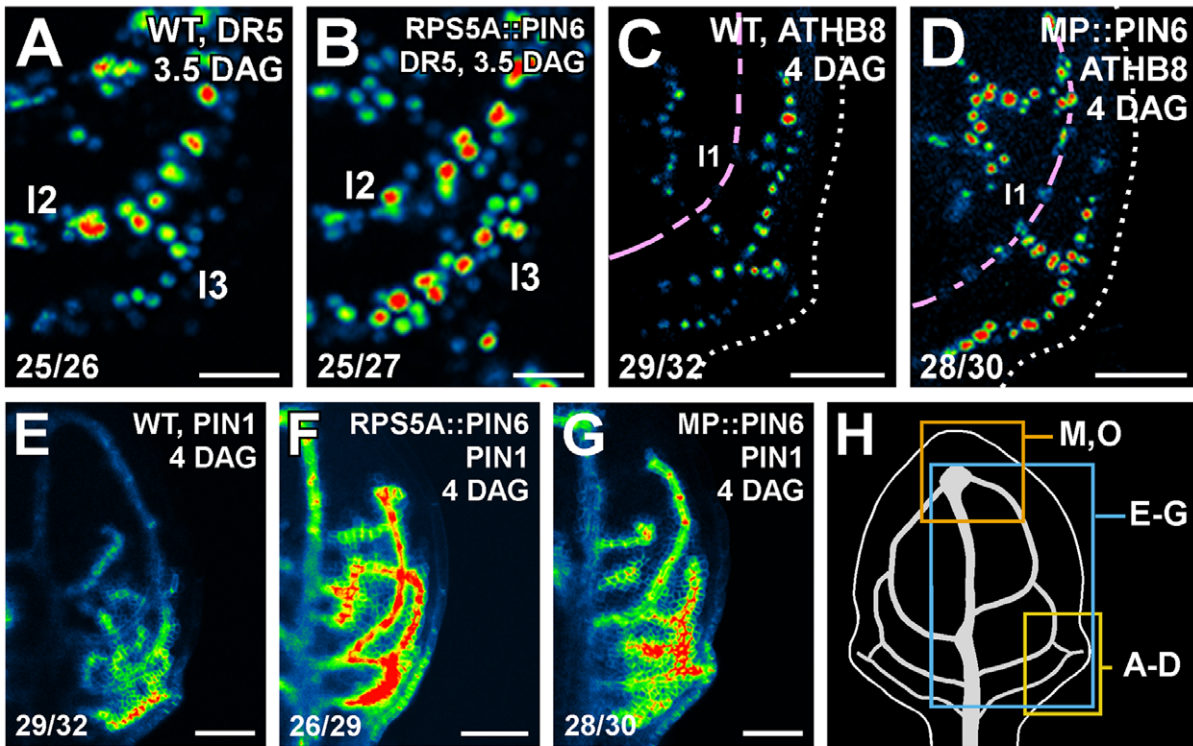 A
WT, DR5
3.5 DAG
I2
I3
25/26
B
RPS5A::PIN6
DR5, 3.5 DAG
I2
I3
25/27
C
WT, ATHB8
4 DAG
I1
29/32
D
MP::PIN6
ATHB8
4 DAG
I1
28/30
E
WT, PIN1
4 DAG
29/32
F
RPS5A::PIN6
PIN1
4 DAG
26/29
G
MP::PIN6
PIN1
4 DAG
28/30
H
M,O
E-G
A-D